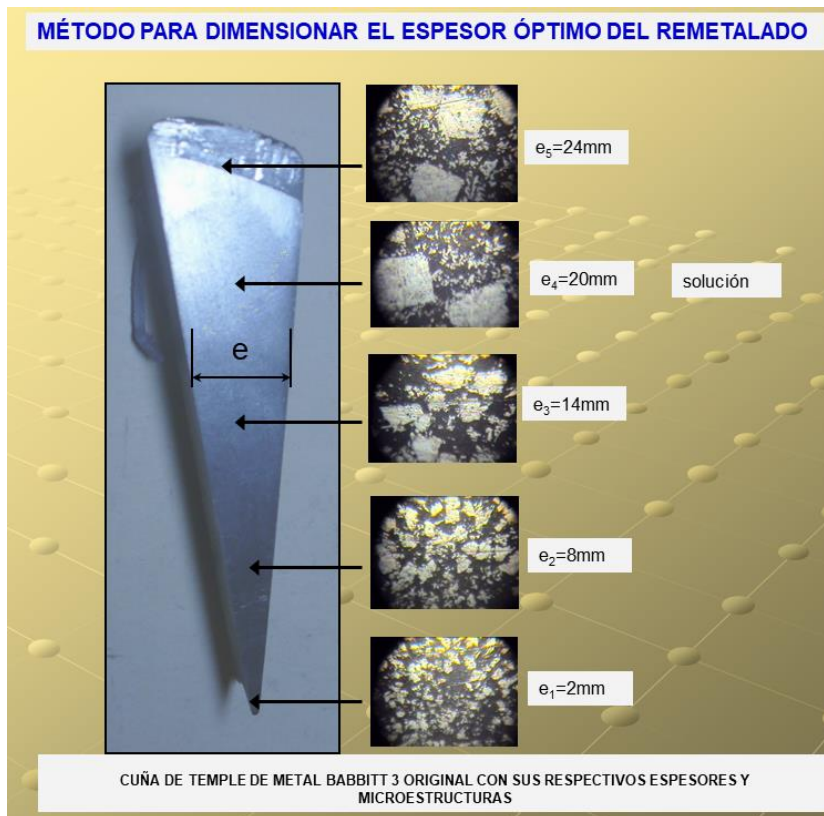 MÉTODO PARA DIMENSIONAR EL ESPESOR ÓPTIMO DEL REMETALADO
e₅=24mm
e₄=20mm
solución
e
e₃=14mm
e₂=8mm
e₁=2mm
CUÑA DE TEMPLE DE METAL BABBITT 3 ORIGINAL CON SUS RESPECTIVOS ESPESORES Y
MICROESTRUCTURAS